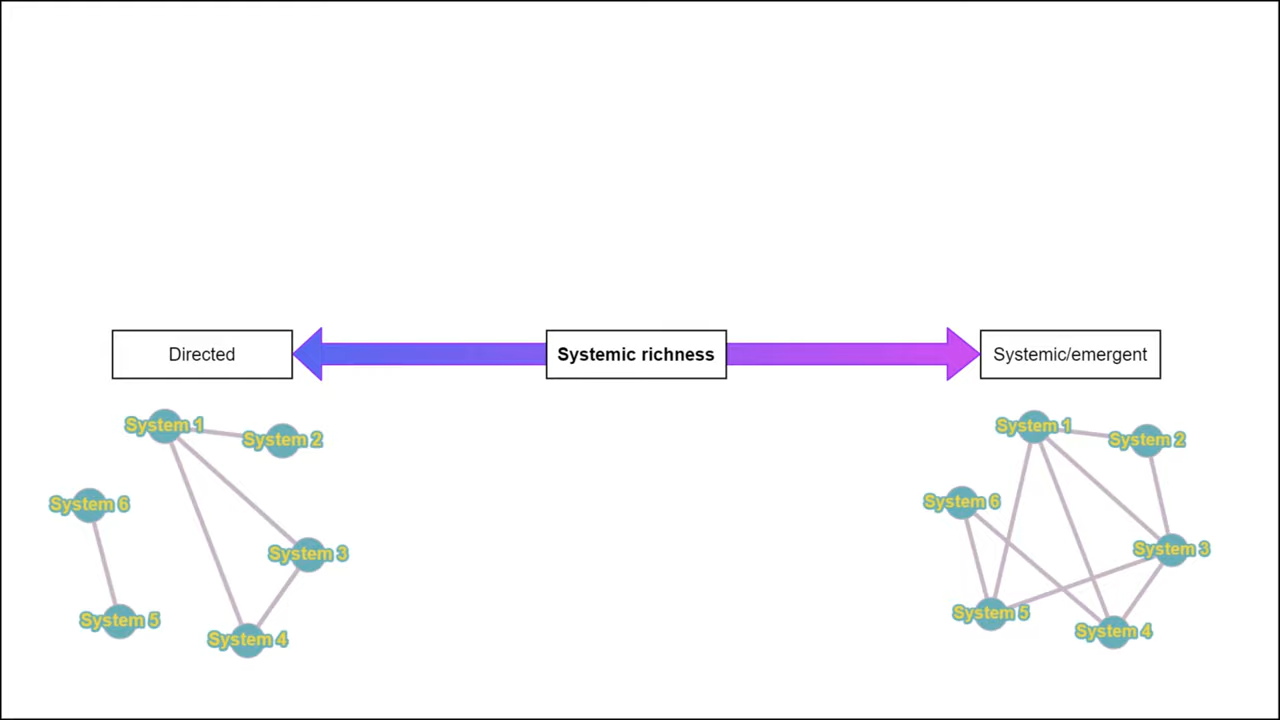 Directed
Systemic richness
Systemic/emergent
System 1
System 2
System 6
System 3
System 5
System 4
System 1
System 2
System 6
System 3
System 5
System 4